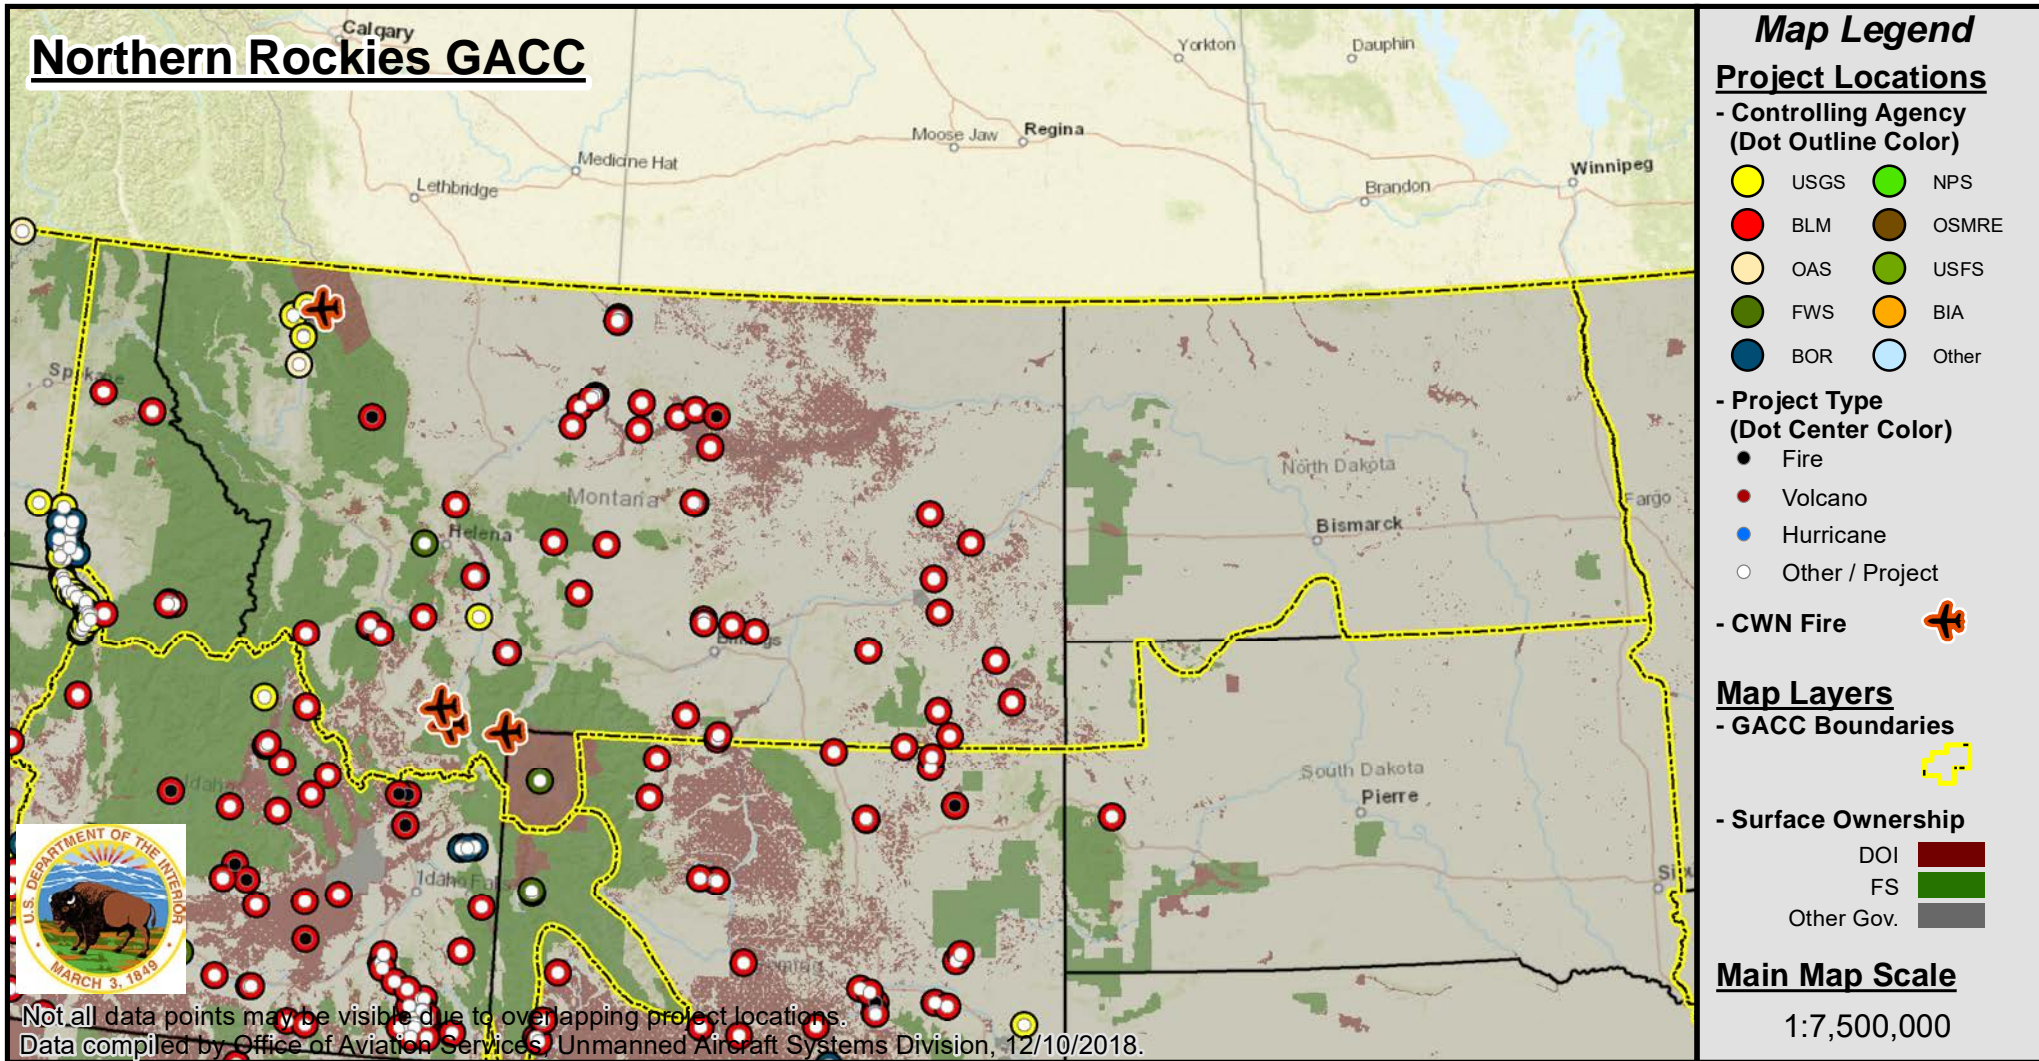 Northern Rockies GACC
Calgary
Yorkton
Dauphin
Moose Jaw
Regina
Medicine Hat
Lethbridge
Brandon
Winnipeg
Spokane
Montana
Helena
North Dakota
Bismarck
Fargo
South Dakota
Pierre
Idaho
Idaho Falls
U.S. DEPARTMENT OF THE INTERIOR
MARCH 3, 1849
Not all data points may be visible due to overlapping project locations.
Data compiled by Office of Aviation Services, Unmanned Aircraft Systems Division, 12/10/2018.
Map Legend
Project Locations
- Controlling Agency
(Dot Outline Color)
USGS NPS
BLM OSMRE
OAS USFS
FWS BIA
BOR Other
- Project Type
(Dot Center Color)
Fire
Volcano
Hurricane
Other / Project
- CWN Fire
Map Layers
- GACC Boundaries
- Surface Ownership
DOI
FS
Other Gov.
Main Map Scale
1:7,500,000